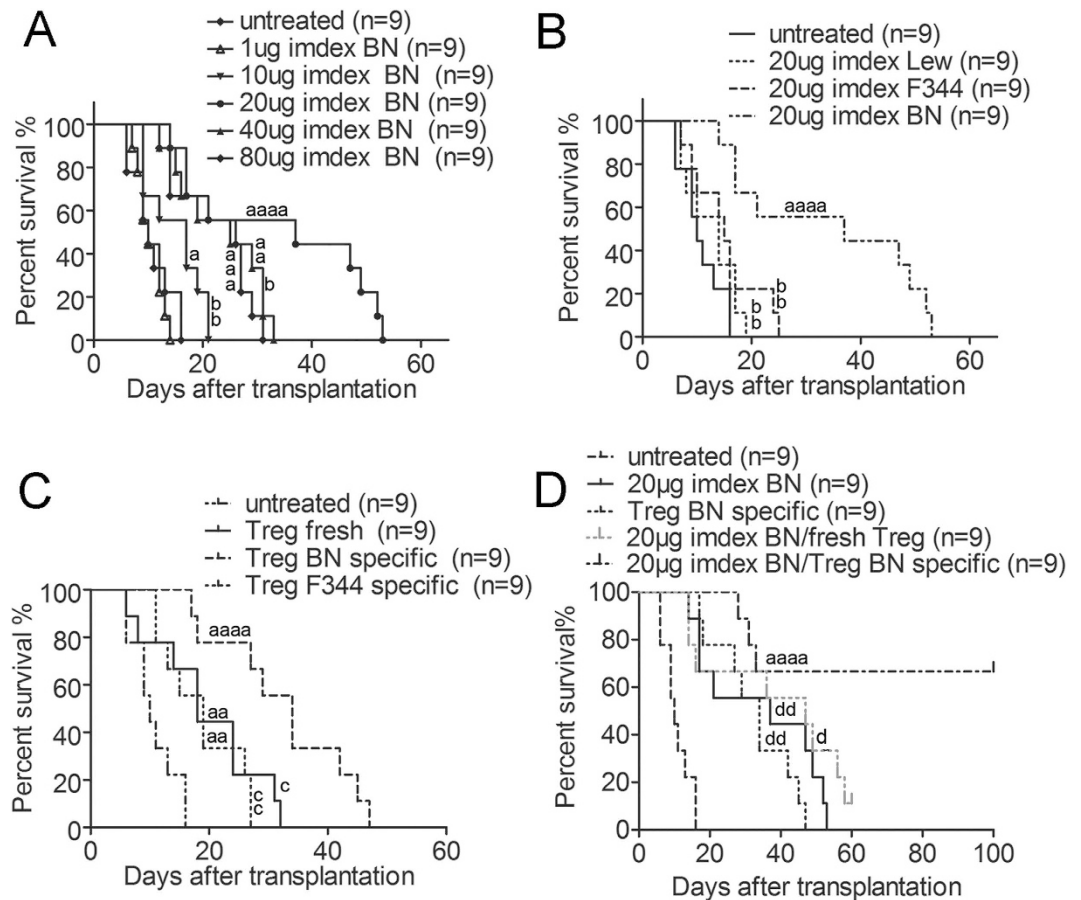 A
untreated (n=9)
1ug imdex BN (n=9)
10ug imdex BN (n=9)
20ug imdex BN (n=9)
40ug imdex BN (n=9)
80ug imdex BN (n=9)
Percent survival %
100
80
60
40
20
0
aaaa
a
a
a
a
a
a
b
b
b
0 20 40 60
Days after transplantation
B
untreated (n=9)
20ug imdex Lew (n=9)
20ug imdex F344 (n=9)
20ug imdex BN (n=9)
Percent survival %
100
80
60
40
20
0
aaaa
b
b
b
b
0 20 40 60
Days after transplantation
C
untreated (n=9)
Treg fresh (n=9)
Treg BN specific (n=9)
Treg F344 specific (n=9)
Percent survival %
100
80
60
40
20
0
aaaa
aa
aa
c
c
c
0 20 40 60
Days after transplantation
D
untreated (n=9)
20µg imdex BN (n=9)
Treg BN specific (n=9)
20µg imdex BN/fresh Treg (n=9)
20µg imdex BN/Treg BN specific (n=9)
Percent survival%
100
80
60
40
20
0
aaaa
dd
dd
d
0 20 40 60 80 100
Days after transplantation